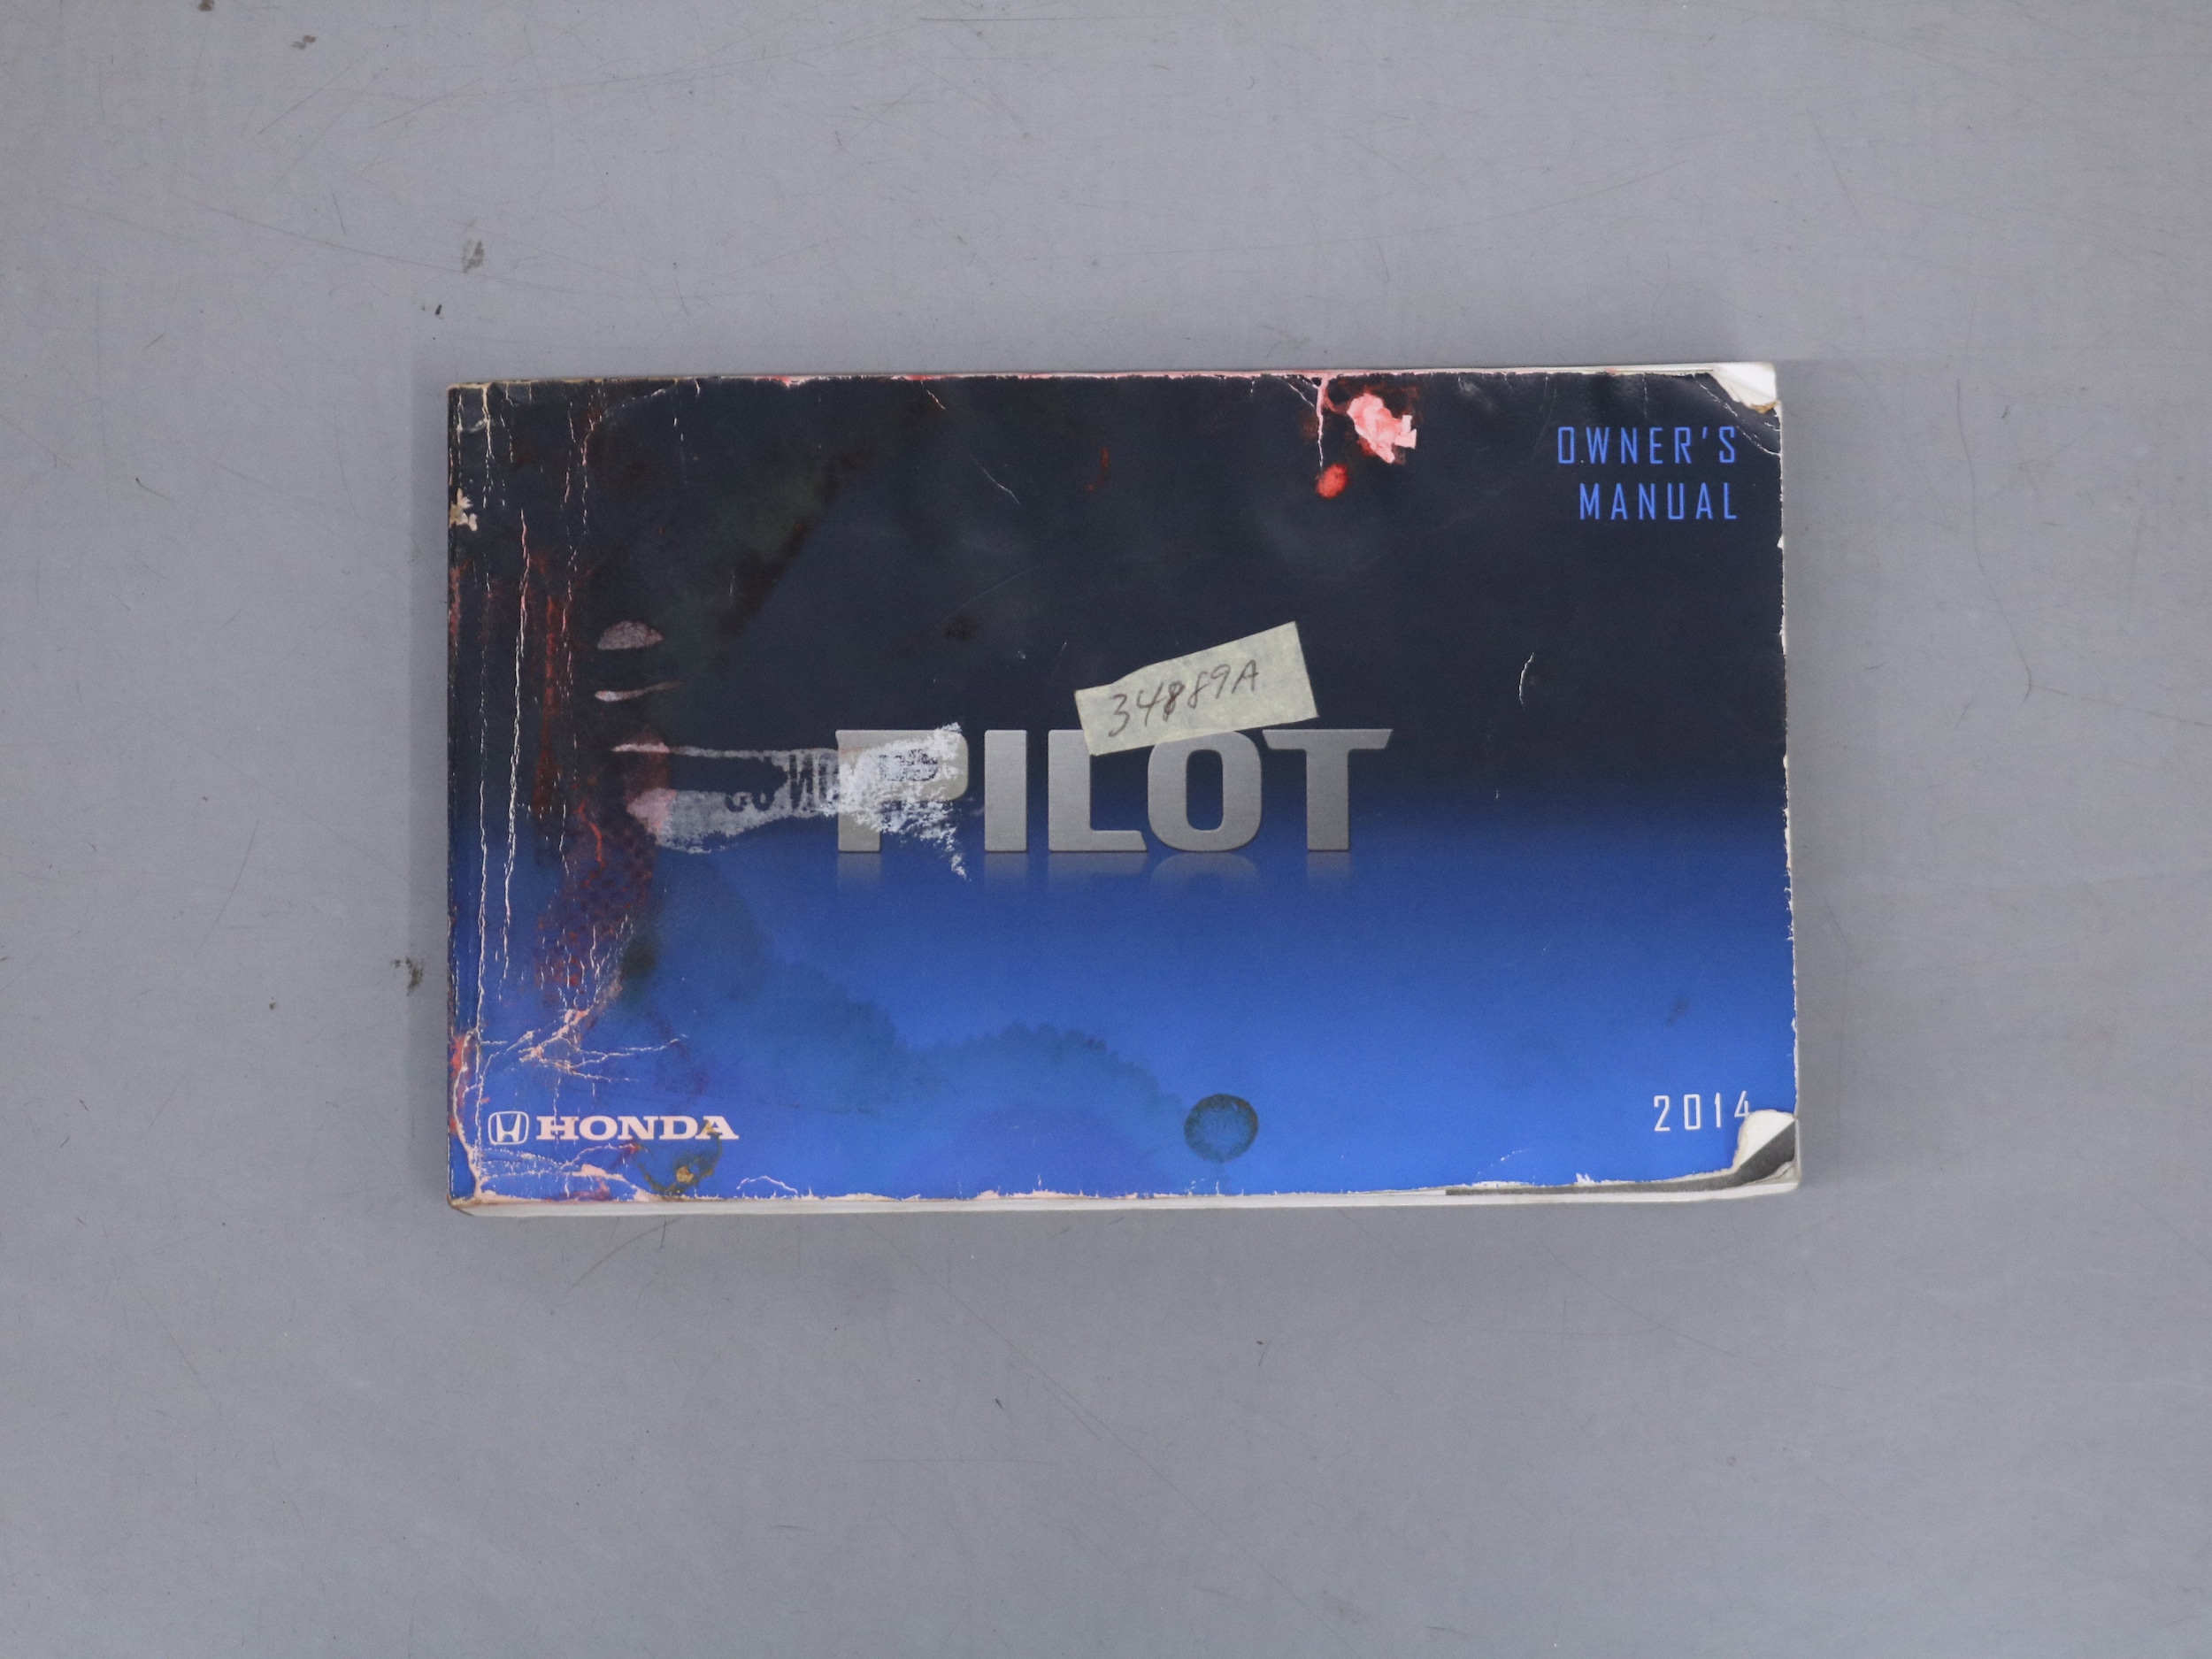 OWNER'S
MANUAL
34889A
PILOT
HONDA
2014